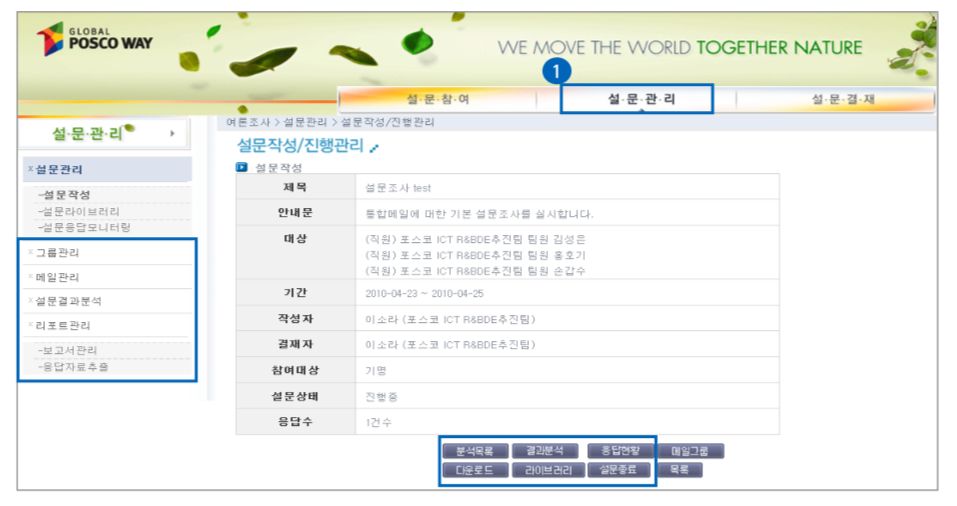 GLOBAL
POSCO WAY
WE MOVE THE WORLD TOGETHER NATURE
1
설·문·참·여
설·문·관·리
설·문·결·재
설·문·관·리
여론조사 > 설문관리 > 설문작성/진행관리
설문작성/진행관리
설문작성
×설문관리
-설문작성
-설문라이브러리
-설문응답모니터링
×그룹관리
×메일관리
×설문결과분석
×리포트관리
-보고서관리
-응답자료추출
제목 설문조사 test
안내문 통합메일에 대한 기본 설문조사를 실시합니다.
대상 (직원) 포스코 ICT R&BDE추진팀 팀원 김성은
(직원) 포스코 ICT R&BDE추진팀 팀원 홍호기
(직원) 포스코 ICT R&BDE추진팀 팀원 손갑수
기간 2010-04-23 ~ 2010-04-25
작성자 이소라 (포스코 ICT R&BDE추진팀)
결재자 이소라 (포스코 ICT R&BDE추진팀)
참여대상 기명
설문상태 진행중
응답수 1건수
분석목록 결과분석 응답현황 메일그룹
다운로드 라이브러리 설문종료 목록